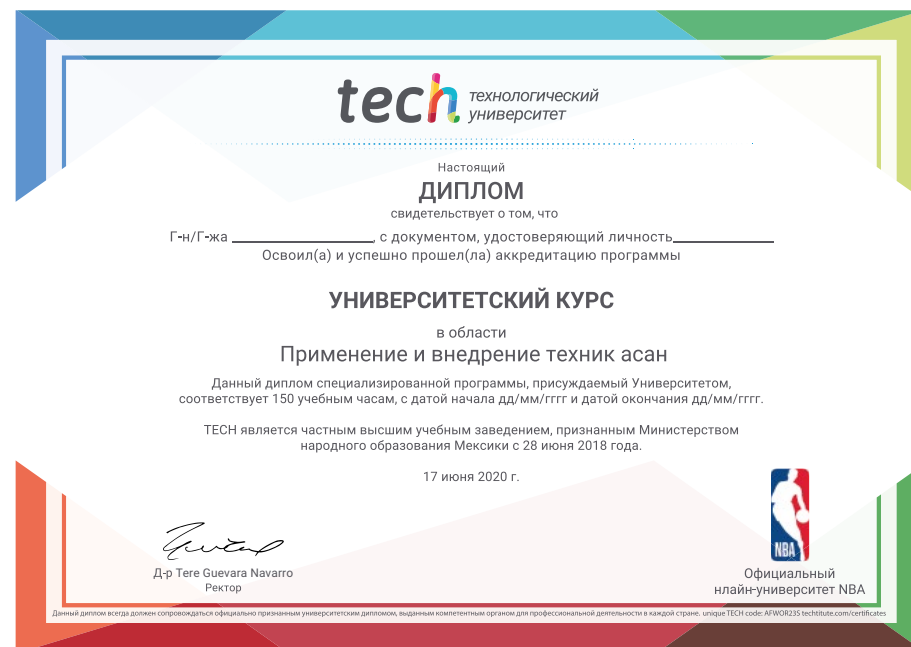 tech технологический
университет
Настоящий
ДИПЛОМ
свидетельствует о том, что
Г-н/Г-жа ____________________, с документом, удостоверяющий личность______________
Освоил(а) и успешно прошел(ла) аккредитацию программы
УНИВЕРСИТЕТСКИЙ КУРС
в области
Применение и внедрение техник асан
Данный диплом специализированной программы, присуждаемый Университетом,
соответствует 150 учебным часам, с датой начала дд/мм/гггг и датой окончания дд/мм/гггг.
TECH является частным высшим учебным заведением, признанным Министерством
народного образования Мексики с 28 июня 2018 года.
17 июня 2020 г.
NBA
Д-р Tere Guevara Navarro
Ректор
Официальный
нлайн-университет NBA
Данный диплом всегда должен сопровождаться официально признанным университетским дипломом, выданным компетентным органом для профессиональной деятельности в каждой стране. unique TECH code: AFWOR23S techtitute.com/certificates